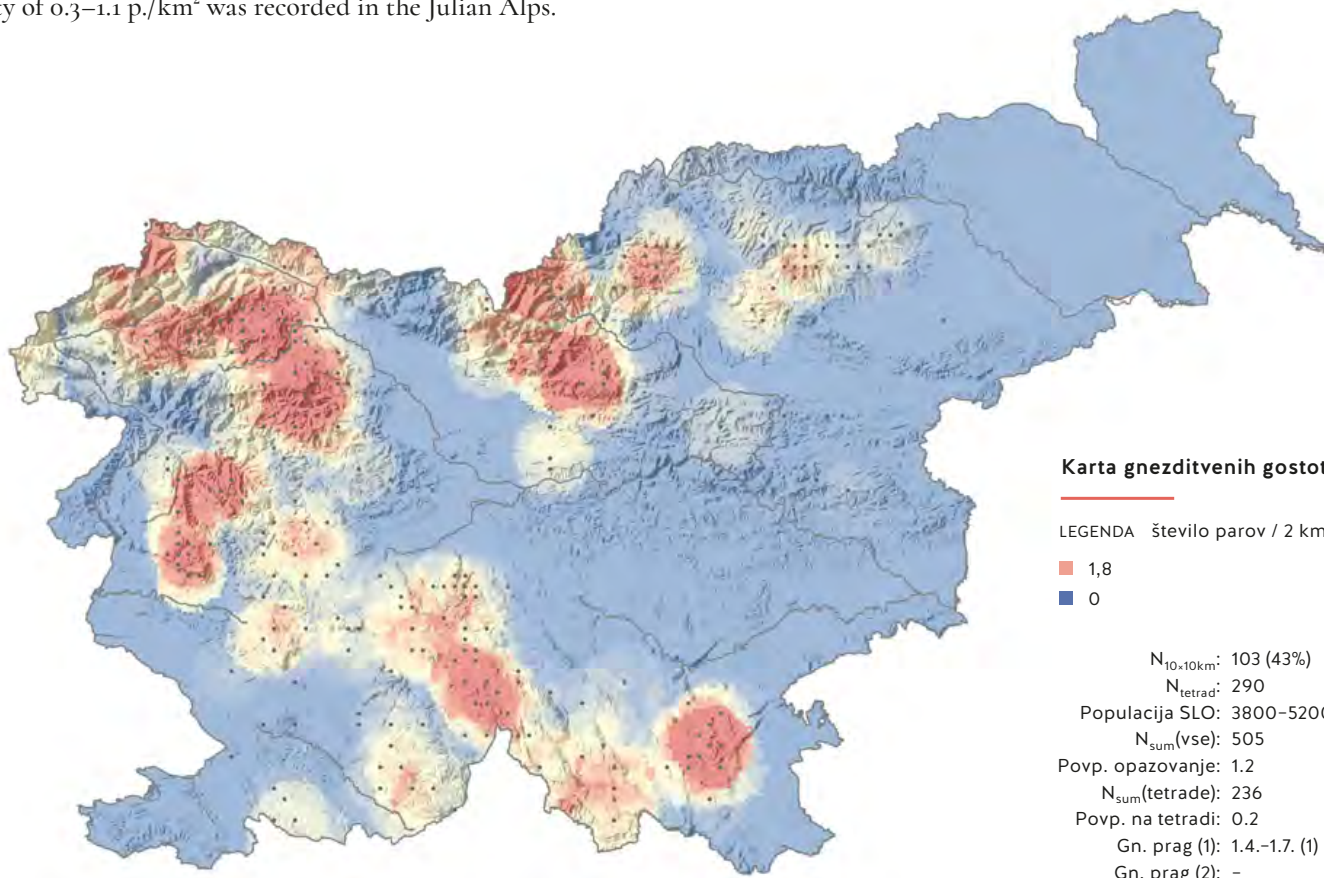 ty of 0.3–1.1 p./km² was recorded in the Julian Alps.
Karta gnezditvenih gostot
LEGENDA število parov / 2 km
1,8
0
N10×10km: 103 (43%)
Ntetrad: 290
Populacija SLO: 3800–5200
Nsum(vse): 505
Povp. opazovanje: 1.2
Nsum(tetrade): 236
Povp. na tetradi: 0.2
Gn. prag (1): 1.4.–1.7. (1)
Gn. prag (2): –